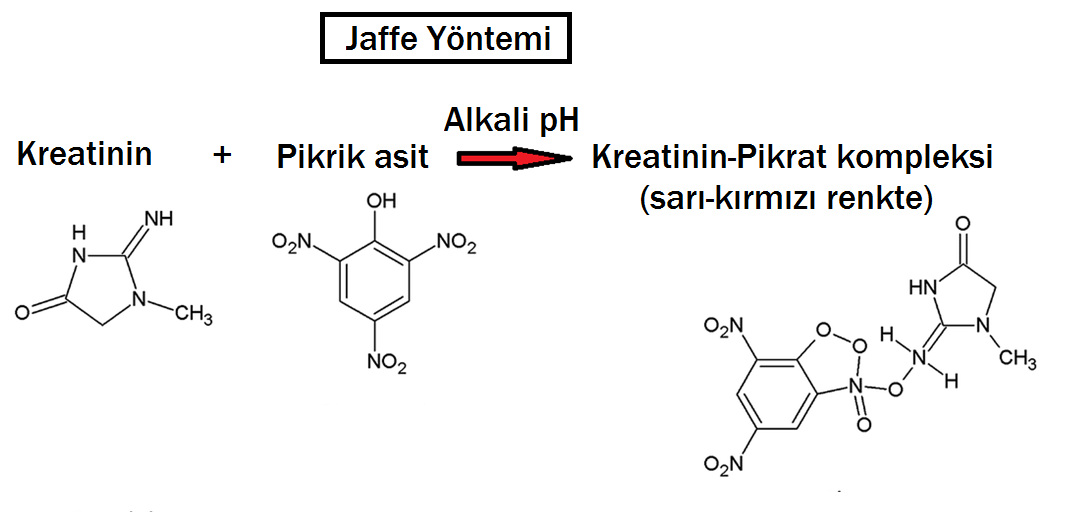 Jaffe Yöntemi
Alkali pH
Kreatinin + Pikrik asit Kreatinin-Pikrat kompleksi
(sarı-kırmızı renkte)
H
N
NH
O
N
CH3
OH
O2N
NO2
NO2
O
HN
N
CH3
H
N
H
O2N
O
O
N
O
O
O2N